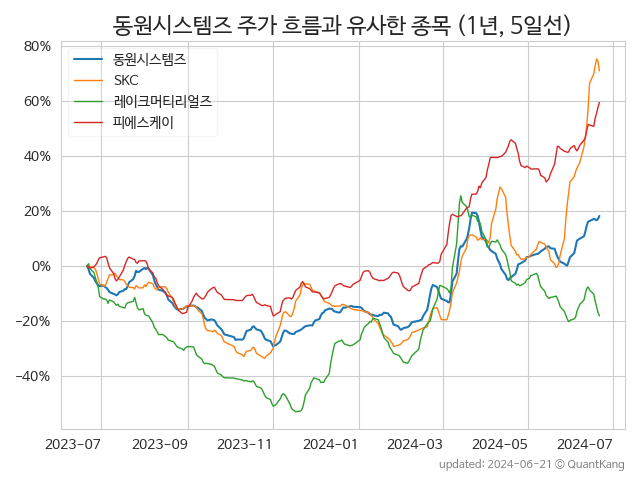 동원시스템즈 주가 흐름과 유사한 종목 (1년, 5일선)
80%
60%
40%
20%
0%
−20%
−40%
동원시스템즈
SKC
레이크머티리얼즈
피에스케이
2023-07
2023-09
2023-11
2024-01
2024-03
2024-05
2024-07
updated: 2024-06-21 © QuantKang